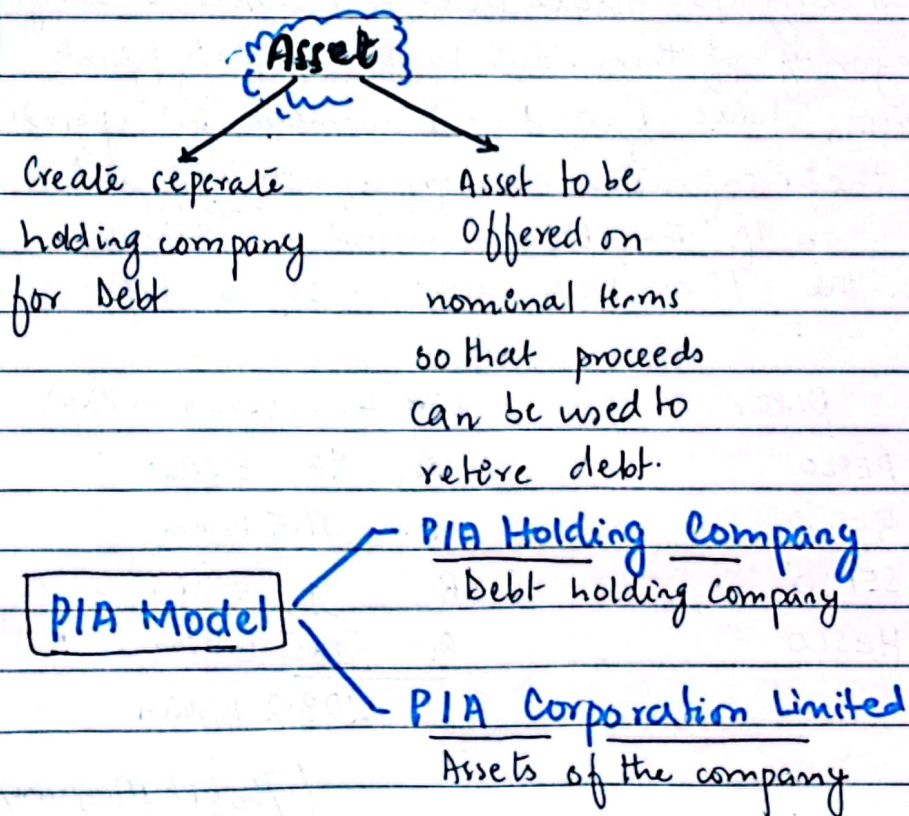 Asset
Create seperate
holding company
for Debt
Asset to be
Offered on
nominal terms
so that proceeds
can be used to
retire debt.
PIA Model
PIA Holding Company
Debt holding company
PIA Corporation Limited
Assets of the company